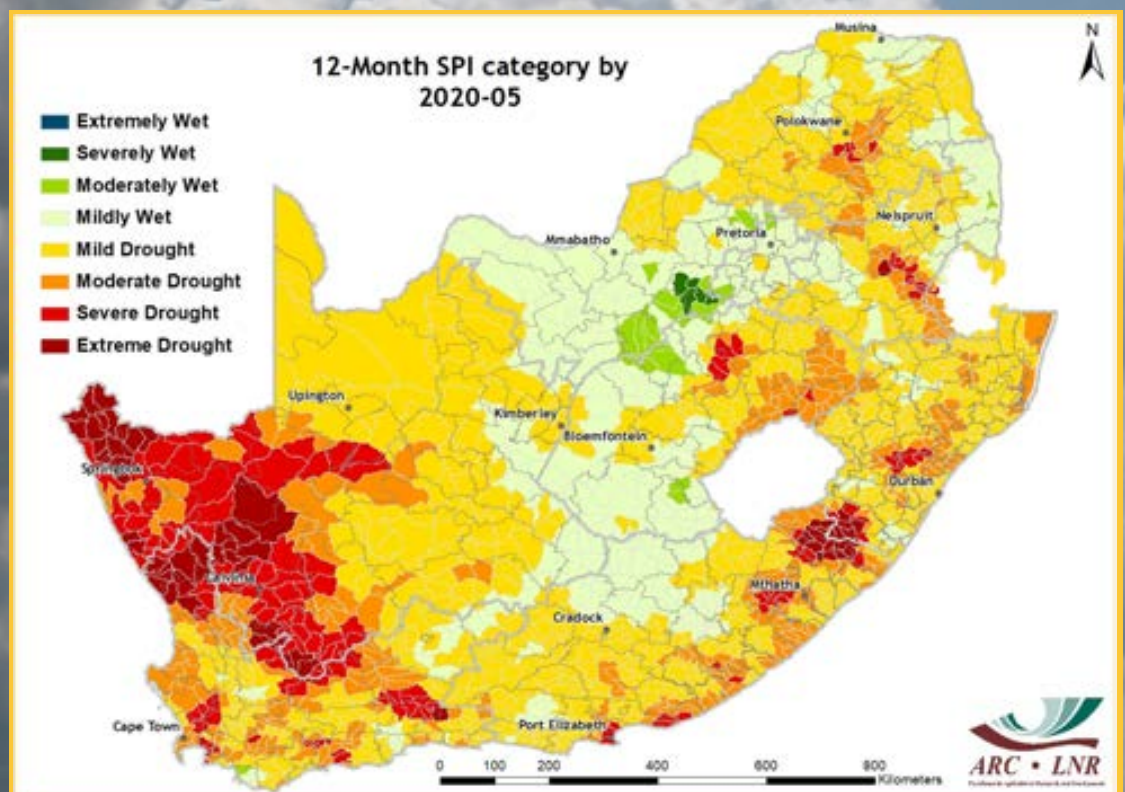 12-Month SPI category by
2020-05
N
Extremely Wet
Severely Wet
Moderately Wet
Mildly Wet
Mild Drought
Moderate Drought
Severe Drought
Extreme Drought
Musina
Polokwane
Nelspruit
Pretoria
Mmabatho
Upington
Kimberley
Bloemfontein
Springbok
Durban
Calvinia
Mthatha
Cradock
Cape Town
Port Elizabeth
0 200 400 600 800
Kilometers
ARC • LNR